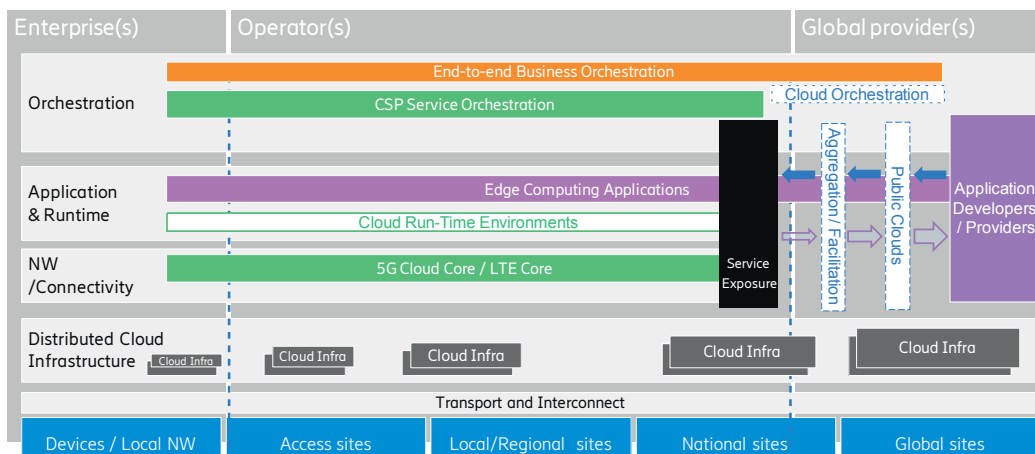 Enterprise(s)
Operator(s)
Global provider(s)
Orchestration
End-to-end Business Orchestration
Cloud Orchestration
CSP Service Orchestration
Application
& Runtime
Edge Computing Applications
Cloud Run-Time Environments
NW
/Connectivity
5G Cloud Core / LTE Core
Service
Exposure
Aggregation / Facilitation
Public Clouds
Application
Developers
/ Providers
Distributed Cloud
Infrastructure
Cloud Infra
Cloud Infra
Cloud Infra
Cloud Infra
Cloud Infra
Transport and Interconnect
Devices / Local NW
Access sites
Local/Regional sites
National sites
Global sites